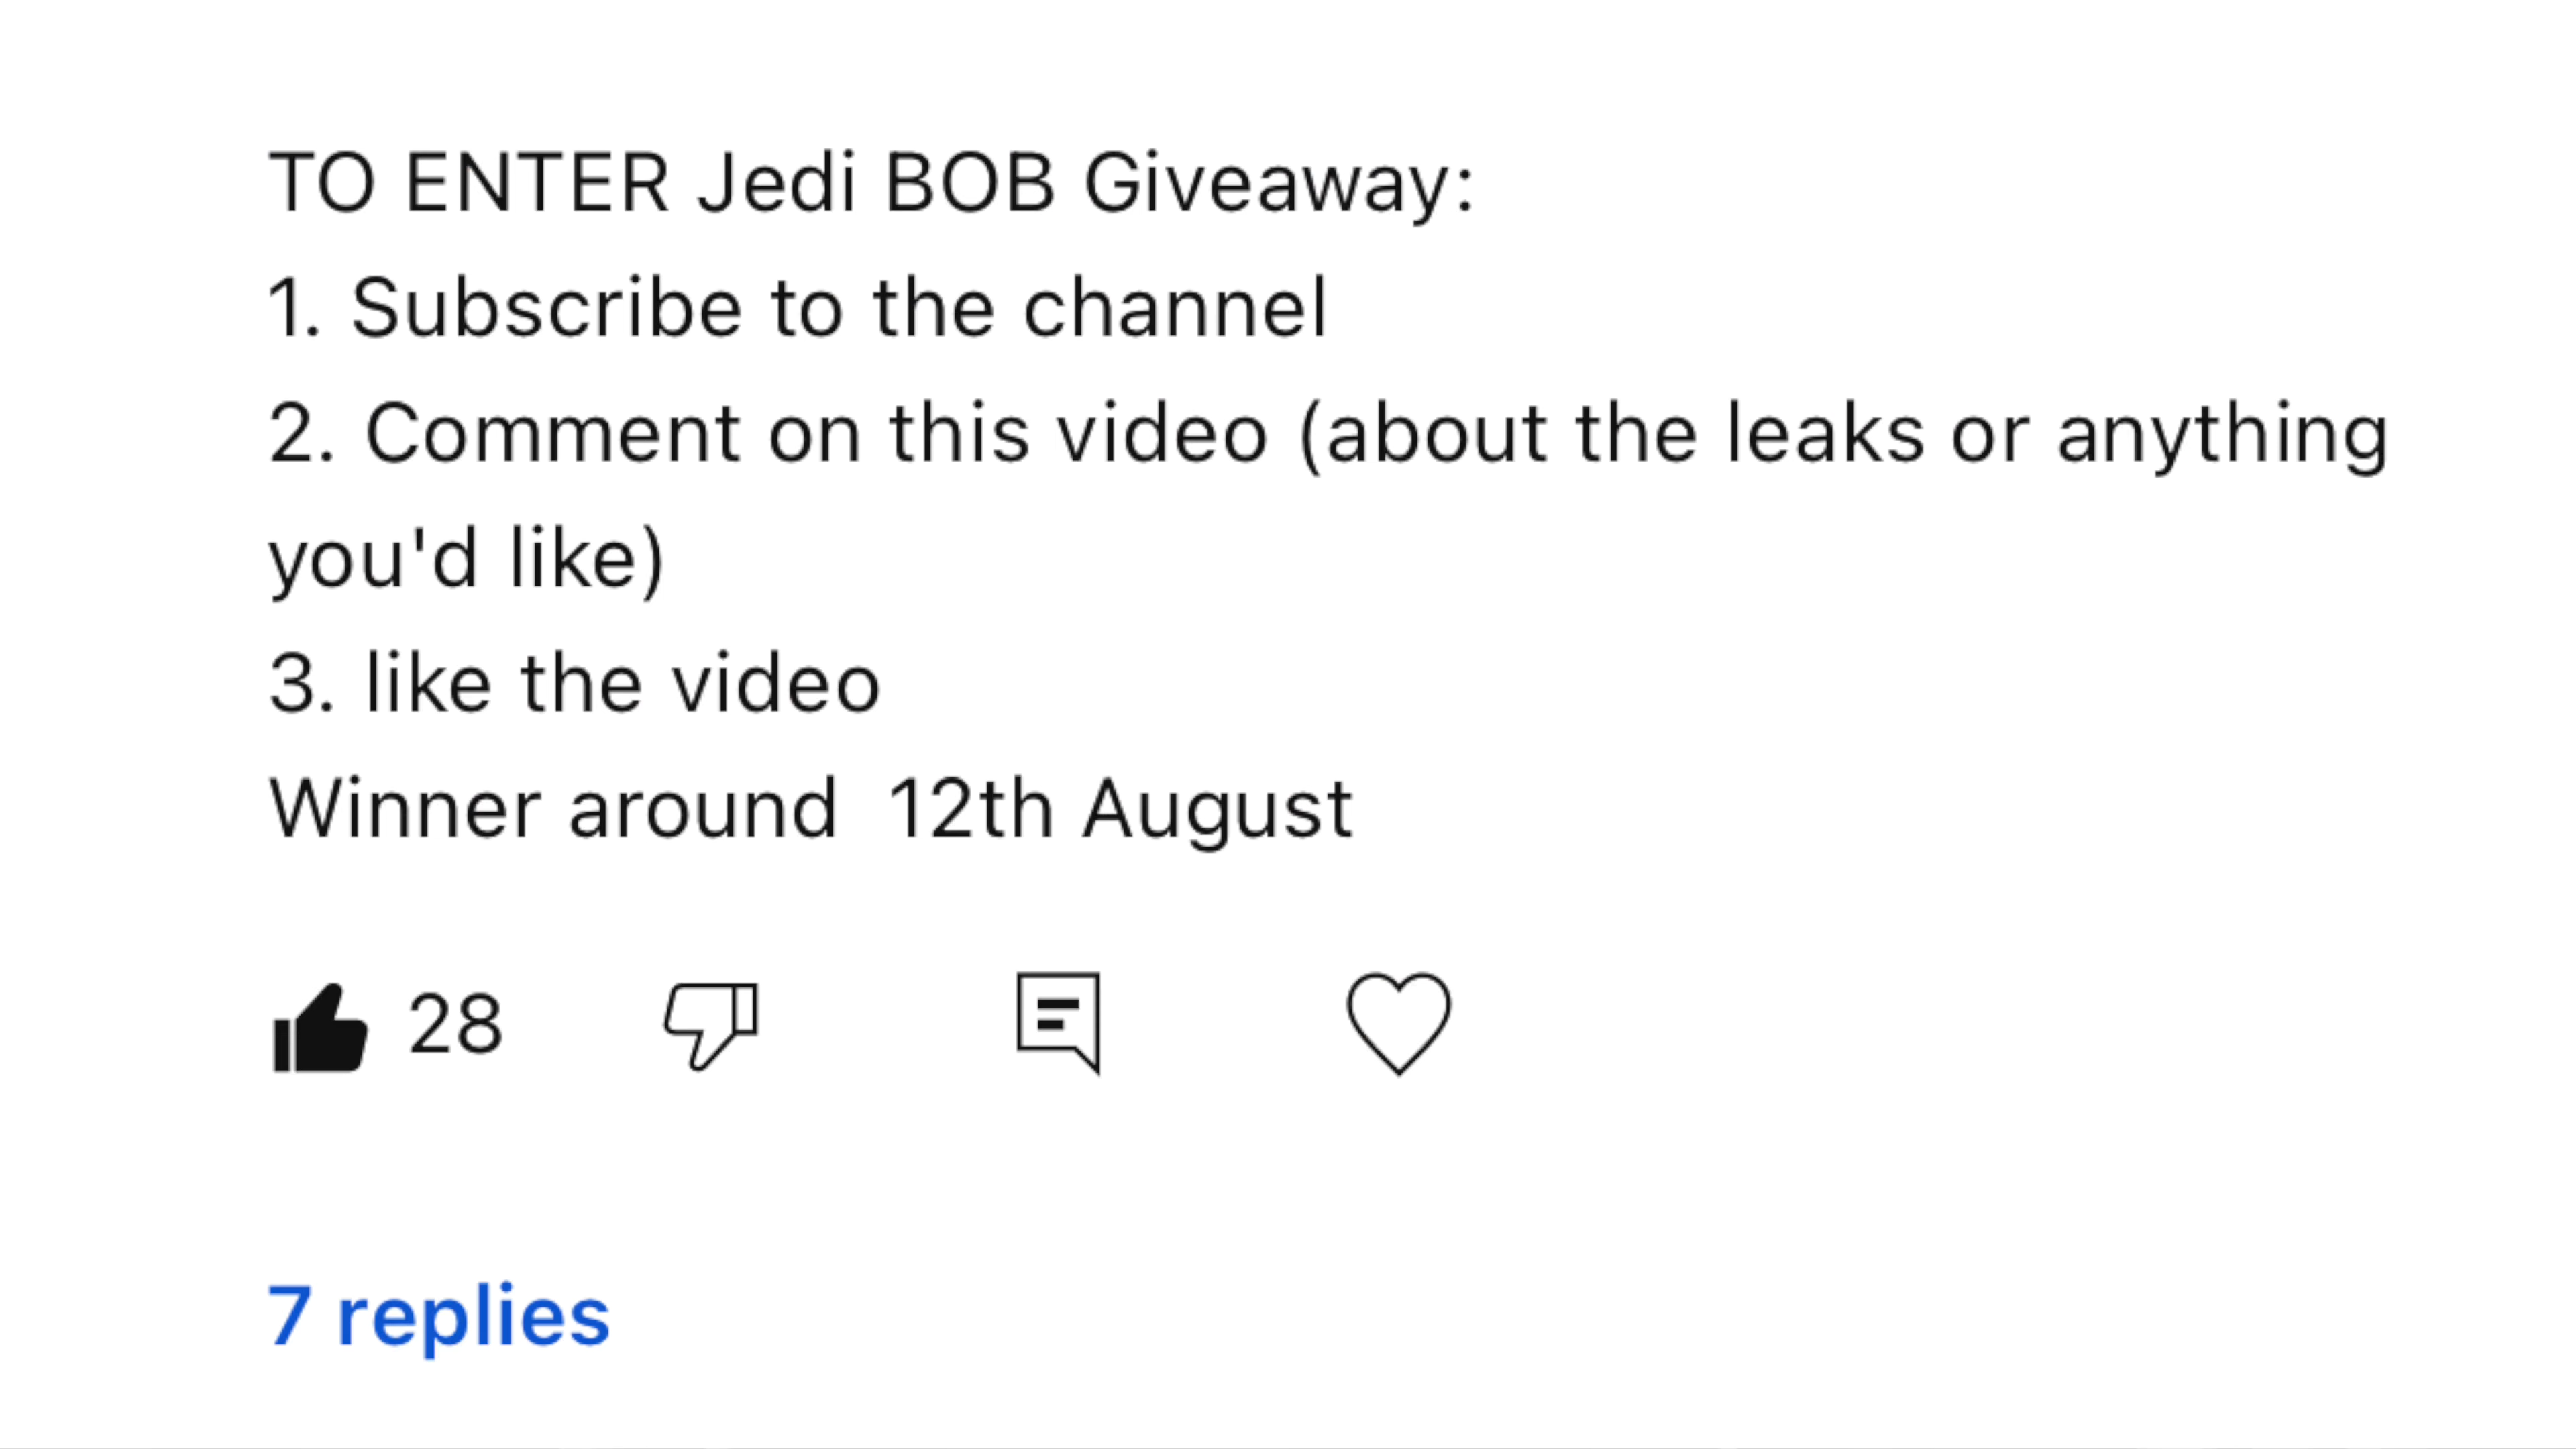 TO ENTER Jedi BOB Giveaway:
1. Subscribe to the channel
2. Comment on this video (about the leaks or anything
you'd like)
3. like the video
Winner around  12th August
28
7 replies